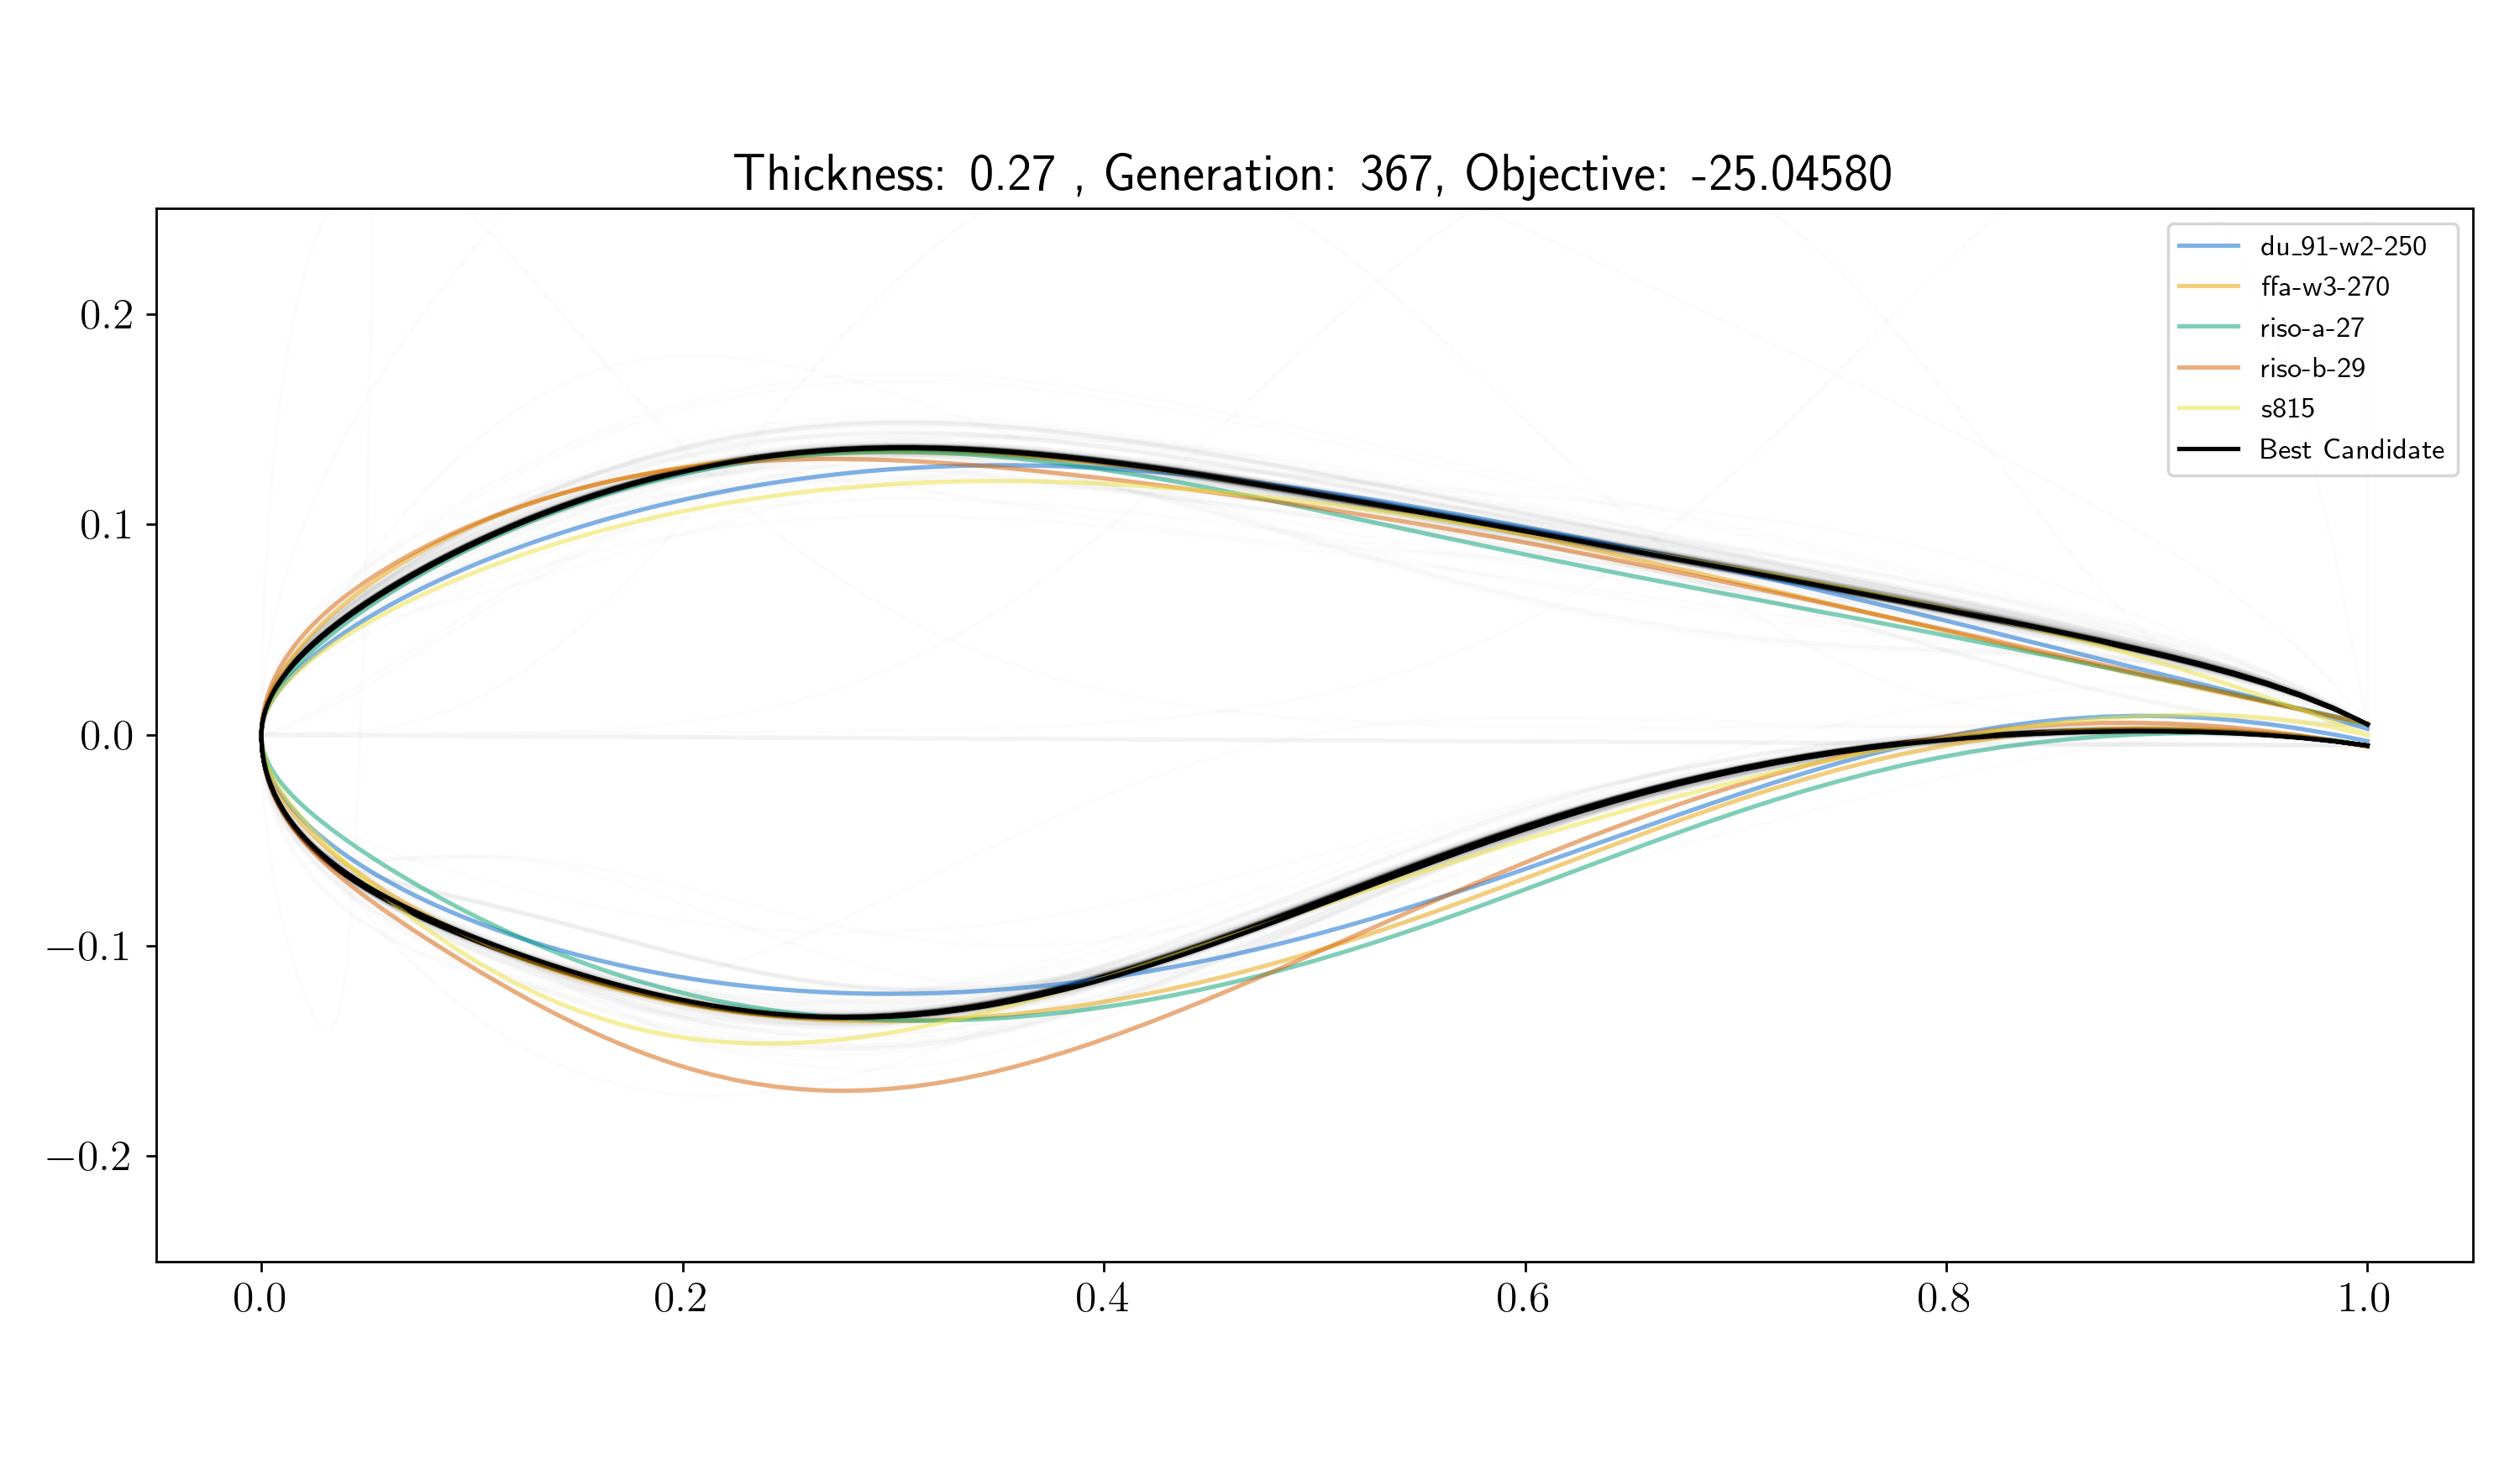 Thickness: 0.27 , Generation: 367, Objective: -25.04580
du_91-w2-250
ffa-w3-270
riso-a-27
riso-b-29
s815
Best Candidate
0.2
0.1
0.0
−0.1
−0.2
0.0 0.2 0.4 0.6 0.8 1.0